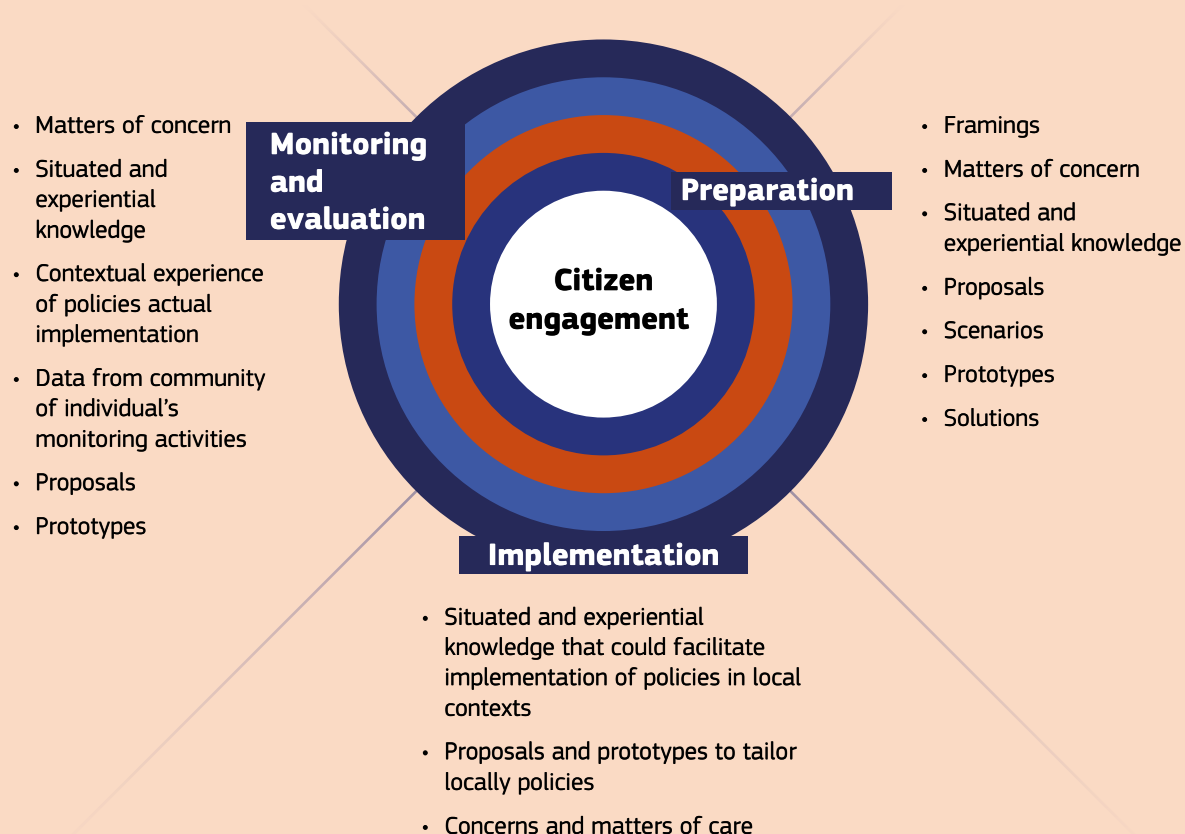 Citizen
engagement
Monitoring
and
evaluation
• Matters of concern
• Situated and
experiential
knowledge
• Contextual experience
of policies actual
implementation
• Data from community
of individual’s
monitoring activities
• Proposals
• Prototypes
Preparation
• Framings
• Matters of concern
• Situated and
experiential knowledge
• Proposals
• Scenarios
• Prototypes
• Solutions
Implementation
• Situated and experiential
knowledge that could facilitate
implementation of policies in local
contexts
• Proposals and prototypes to tailor
locally policies
• Concerns and matters of care